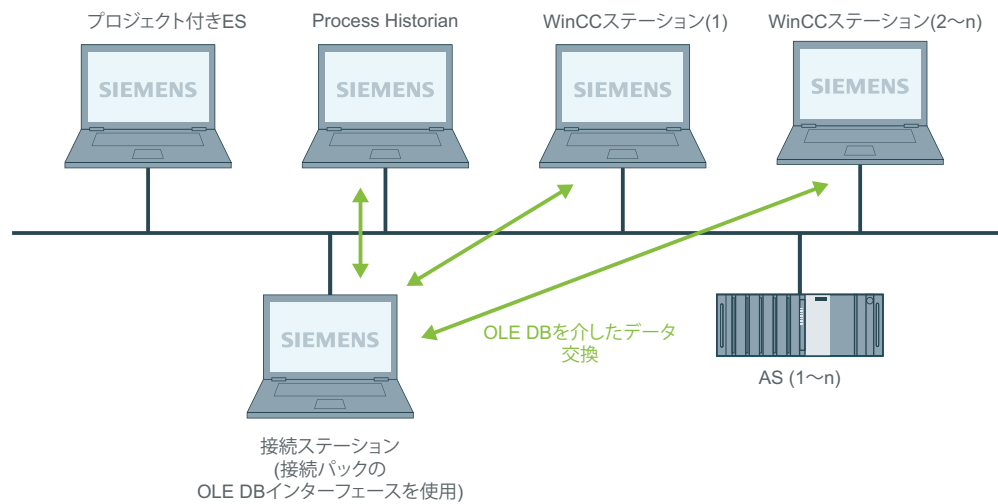 プロジェクト付きES
Process Historian
WinCCステーション(1)
WinCCステーション(2～n)
SIEMENS
SIEMENS
SIEMENS
SIEMENS
SIEMENS
OLE DBを介したデータ
交換
AS (1～n)
接続ステーション
(接続パックの
OLE DBインターフェースを使用)